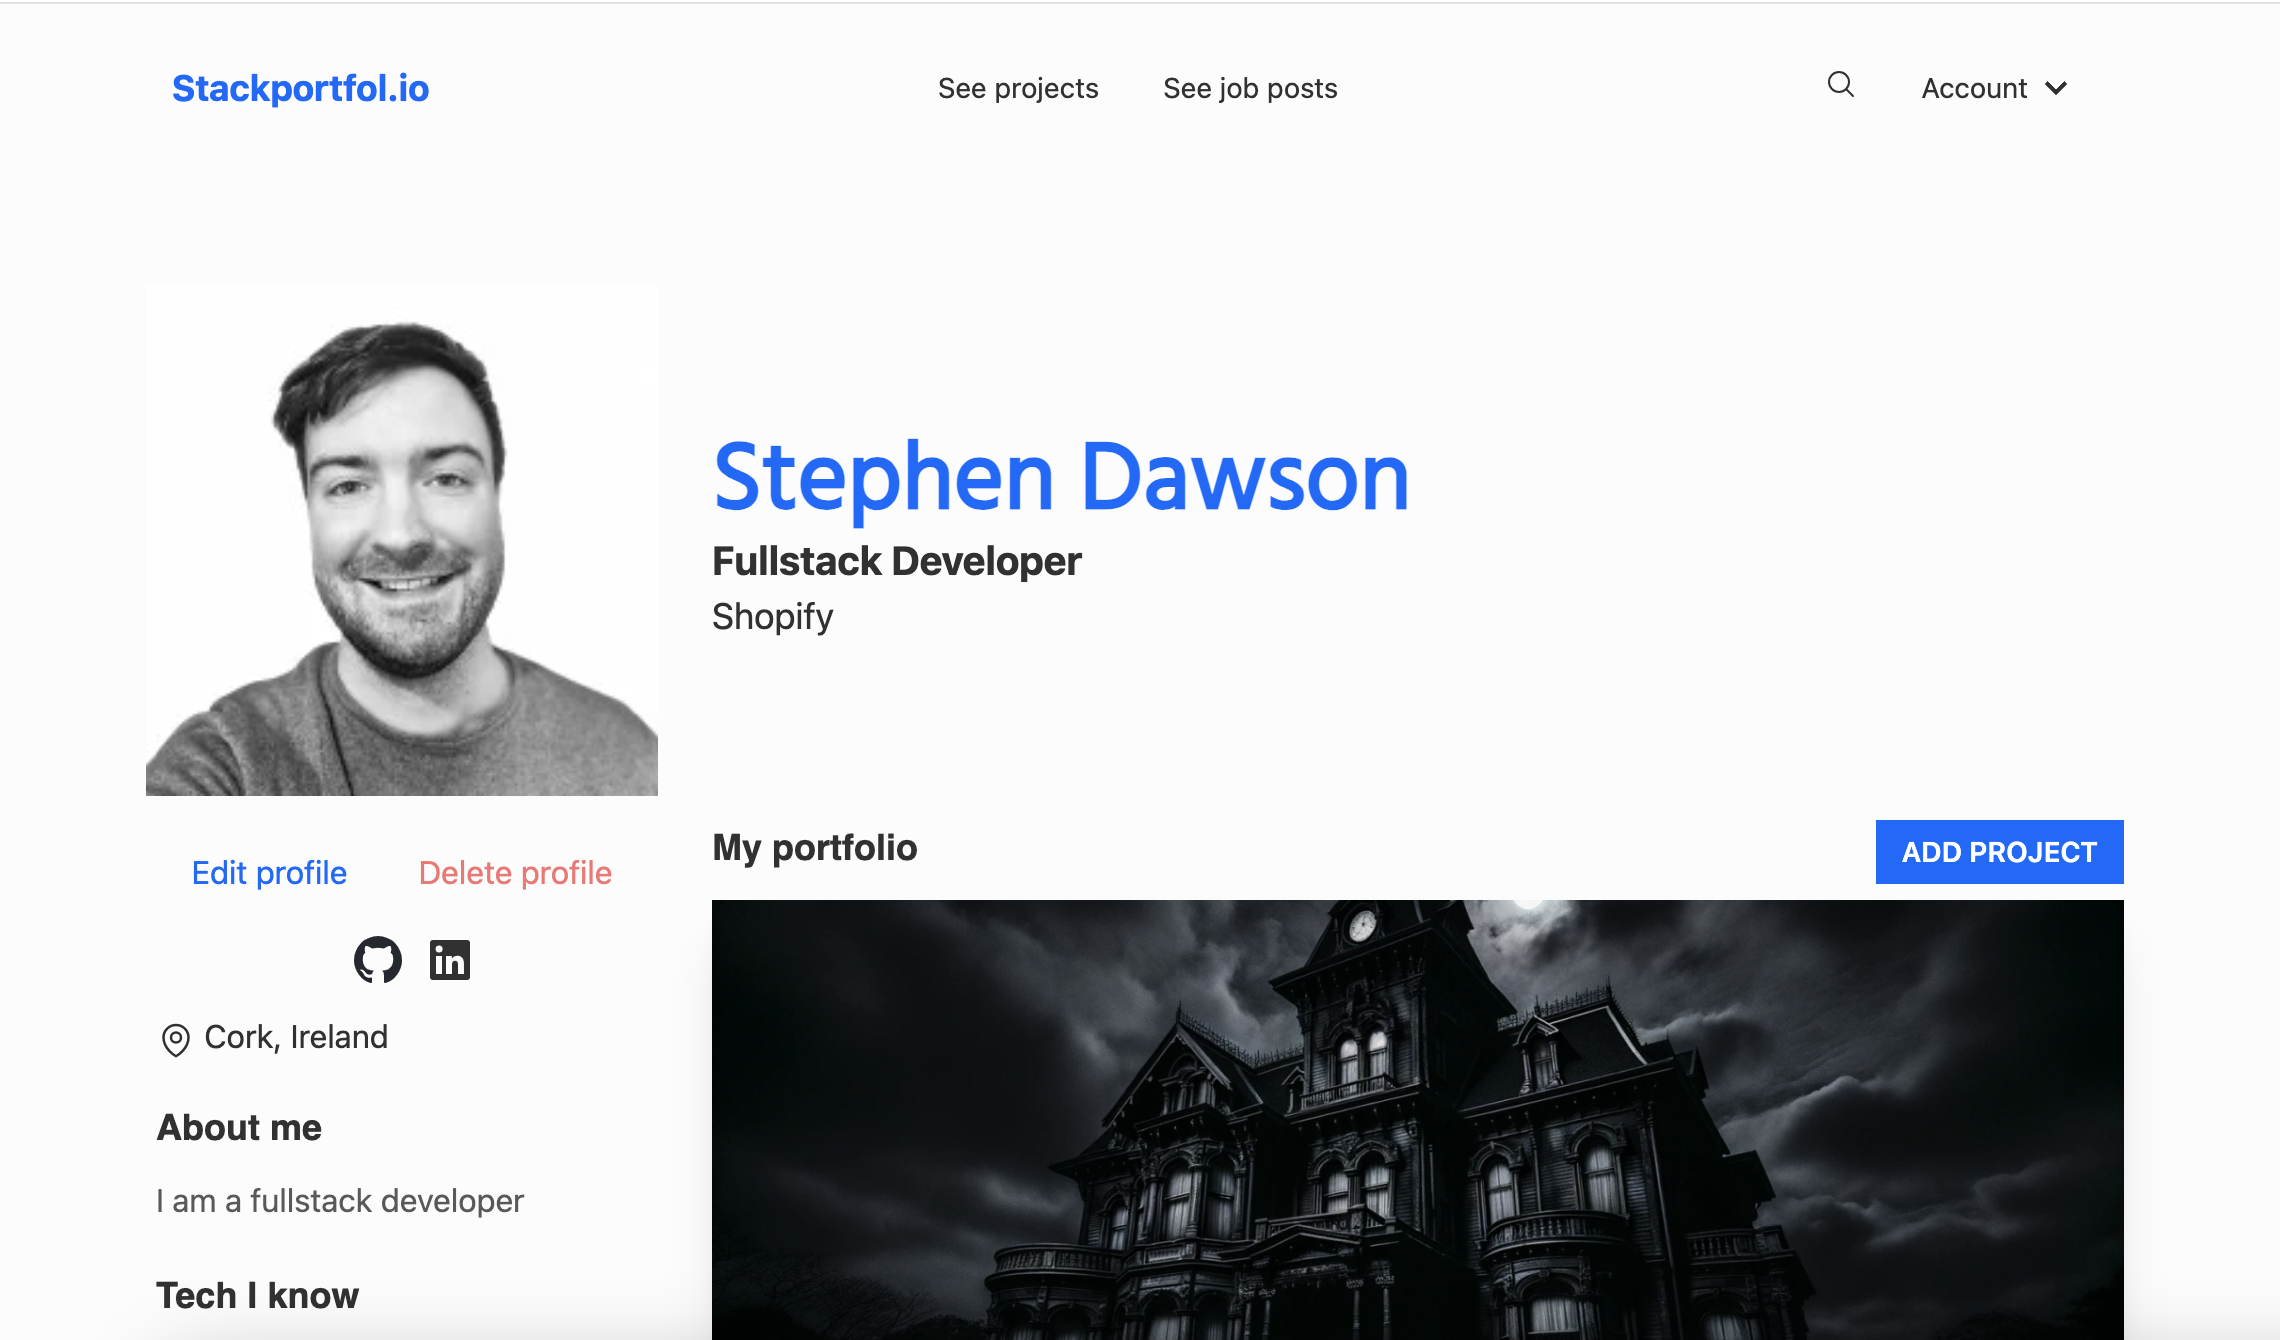 Stackportfol.io
See projects
See job posts
Account
Stephen Dawson
Fullstack Developer
Shopify
Edit profile
Delete profile
in
Cork, Ireland
About me
I am a fullstack developer
Tech I know
My portfolio
ADD PROJECT